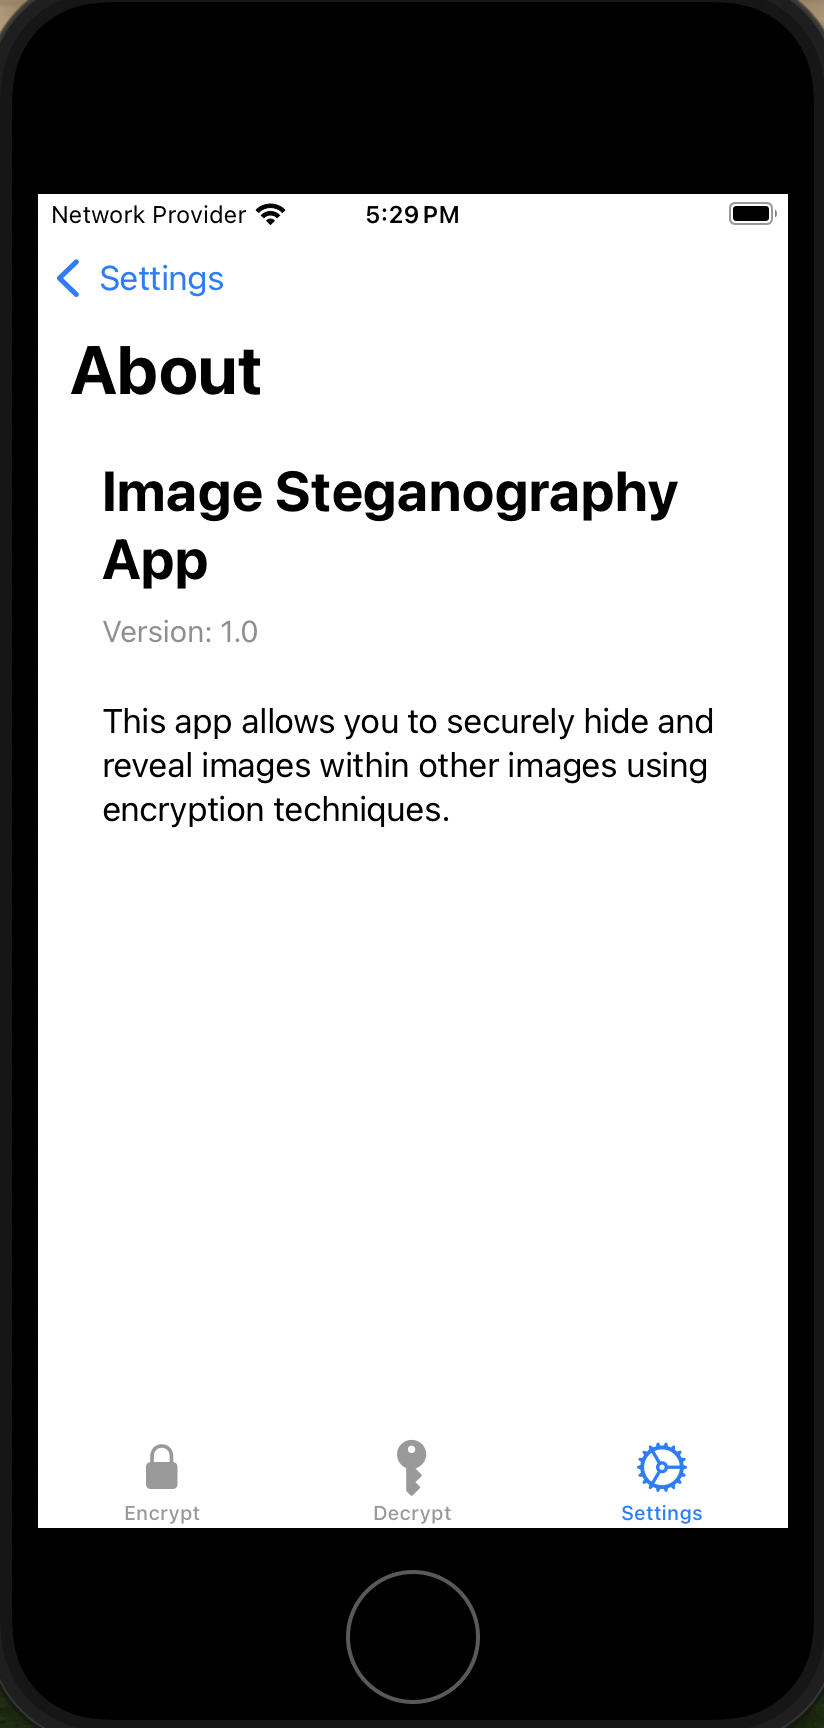 Network Provider 5:29 PM
Settings
About
Image Steganography
App
Version: 1.0
This app allows you to securely hide and
reveal images within other images using
encryption techniques.
Encrypt Decrypt Settings